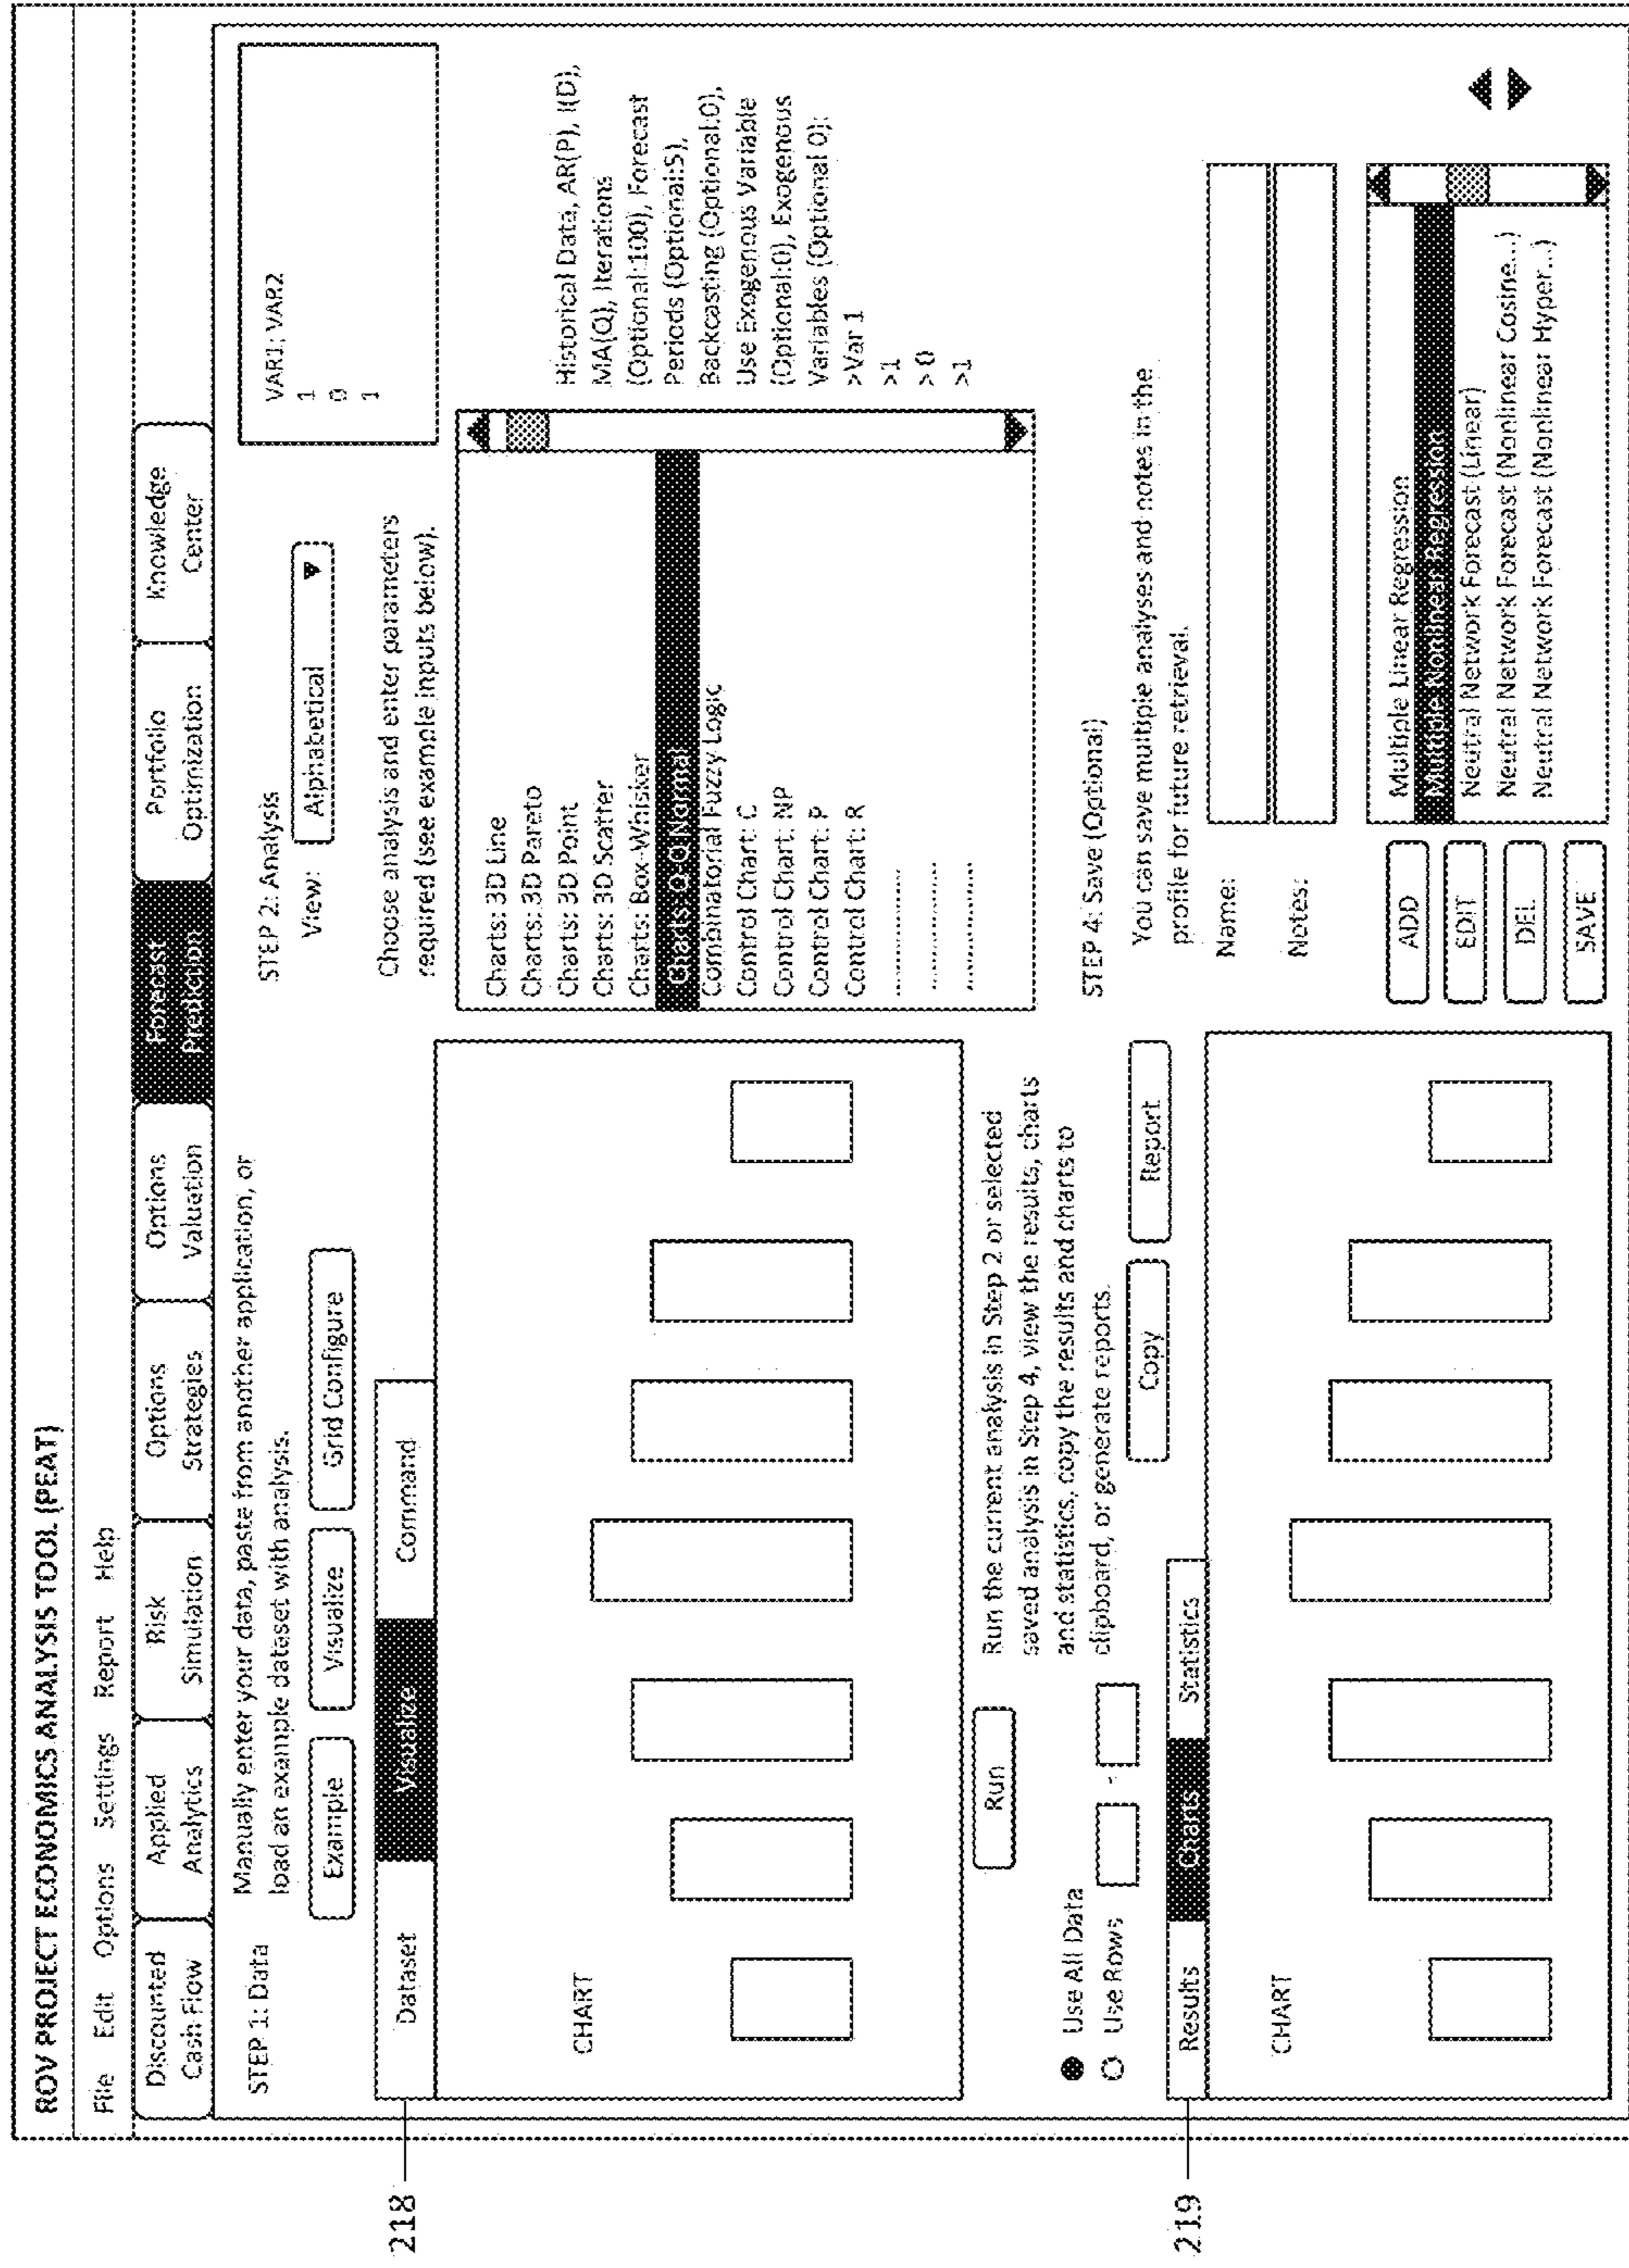 ROV PROJECT ECONOMICS ANALYSIS TOOL (PEAT)
File Edit Options Settings Report Help
Discounted Cash Flow
Applied Analytics
Risk Simulation
Options Strategies
Options Valuation
Forecast Prediction
Portfolio Optimization
Knowledge Center
STEP 1: Data
Manually enter your data, paste from another application, or
load an example dataset with analysis.
Example
Visualize
Grid Configure
218
Dataset
Visualize
Command
CHART
STEP 2: Analysis
View:
Alphabetical
VAR1; VAR2
1
0
1
Choose analysis and enter parameters
required (see example inputs below).
Charts: 3D Line
Charts: 3D Pareto
Charts: 3D Point
Charts: 3D Scatter
Charts: Box-Whisker
Charts: Q-Q Normal
Combinatorial Fuzzy Logic
Control Chart: C
Control Chart: NP
Control Chart: P
Control Chart: R
................
................
................
Historical Data, AR(P), I(D),
MA(Q), Iterations
(Optional:100), Forecast
Periods (Optional:5),
Backcasting (Optional:0),
Use Exogenous Variable
(Optional:0), Exogenous
Variables (Optional 0):
>Var 1
>1
> 0
>1
Run
Run the current analysis in Step 2 or selected
saved analysis in Step 4, view the results, charts
and statistics, copy the results and charts to
clipboard, or generate reports.
Use All Data
Use Rows
-
Copy
Report
219
Results
Charts
Statistics
CHART
STEP 4: Save (Optional)
You can save multiple analyses and notes in the
profile for future retrieval.
Name:
Notes:
ADD
EDIT
DEL
SAVE
Multiple Linear Regression
Multiple Nonlinear Regression
Neutral Network Forecast (Linear)
Neutral Network Forecast (Nonlinear Cosine...)
Neutral Network Forecast (Nonlinear Hyper...)